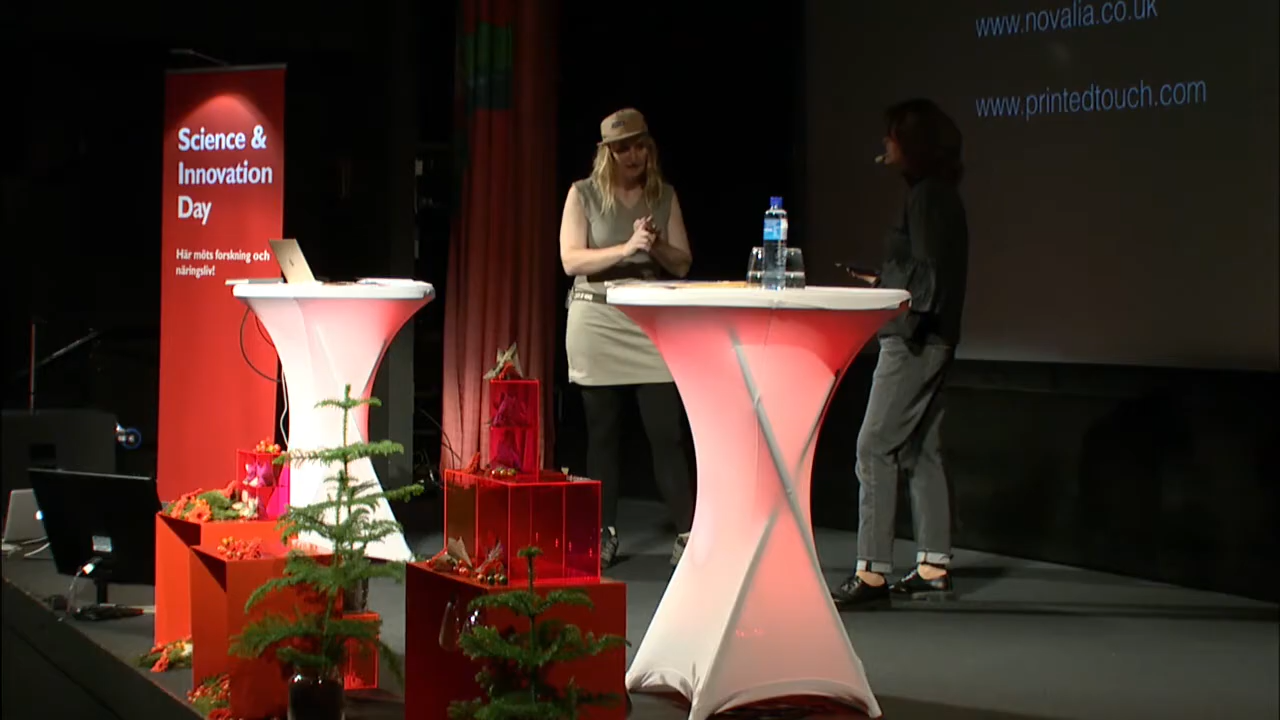 www.novalia.co.uk
www.printedtouch.com
Science &
Innovation
Day
Här möts forskning och
näringsliv!